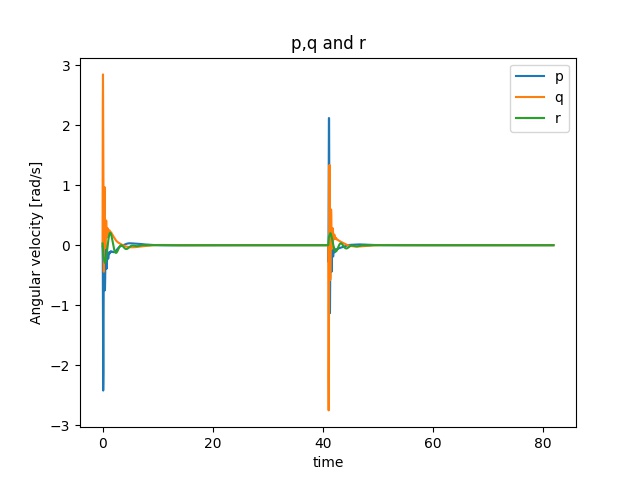 p,q and r
p
q
r
3
2
1
0
−1
−2
−3
Angular velocity [rad/s]
0 20 40 60 80
time